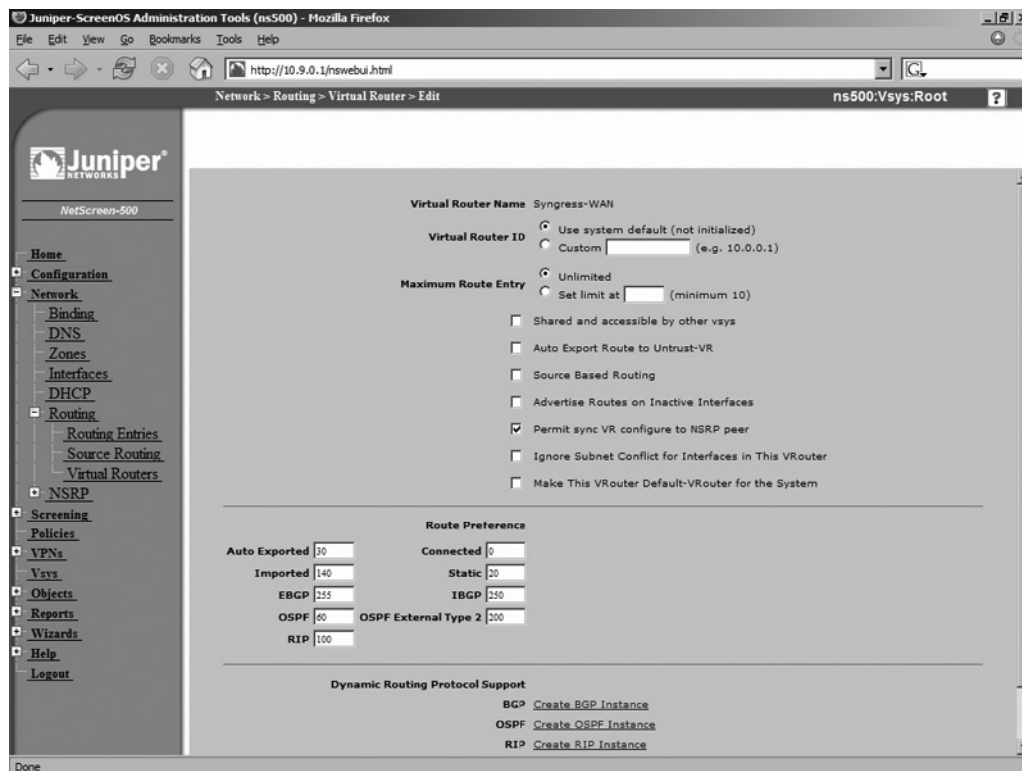 Juniper-ScreenOS Administration Tools (ns500) - Mozilla Firefox
File Edit View Go Bookmarks Tools Help
http://10.9.0.1/nswebui.html
G
Network > Routing > Virtual Router > Edit
ns500:Vsys:Root
?
Juniper®
NETWORKS
NetScreen-500
Home
Configuration
Network
Binding
DNS
Zones
Interfaces
DHCP
Routing
Routing Entries
Source Routing
Virtual Routers
NSRP
Screening
Policies
VPNs
Vsys
Objects
Reports
Wizards
Help
Logout
Virtual Router Name Syngress-WAN
Virtual Router ID
Use system default (not initialized)
Custom (e.g. 10.0.0.1)
Maximum Route Entry
Unlimited
Set limit at (minimum 10)
Shared and accessible by other vsys
Auto Export Route to Untrust-VR
Source Based Routing
Advertise Routes on Inactive Interfaces
Permit sync VR configure to NSRP peer
Ignore Subnet Conflict for Interfaces in This VRouter
Make This VRouter Default-VRouter for the System
Route Preference
Auto Exported 30 Connected 0
Imported 140 Static 20
EBGP 255 IBGP 250
OSPF 60 OSPF External Type 2 200
RIP 100
Dynamic Routing Protocol Support
BGP Create BGP Instance
OSPF Create OSPF Instance
RIP Create RIP Instance
Done